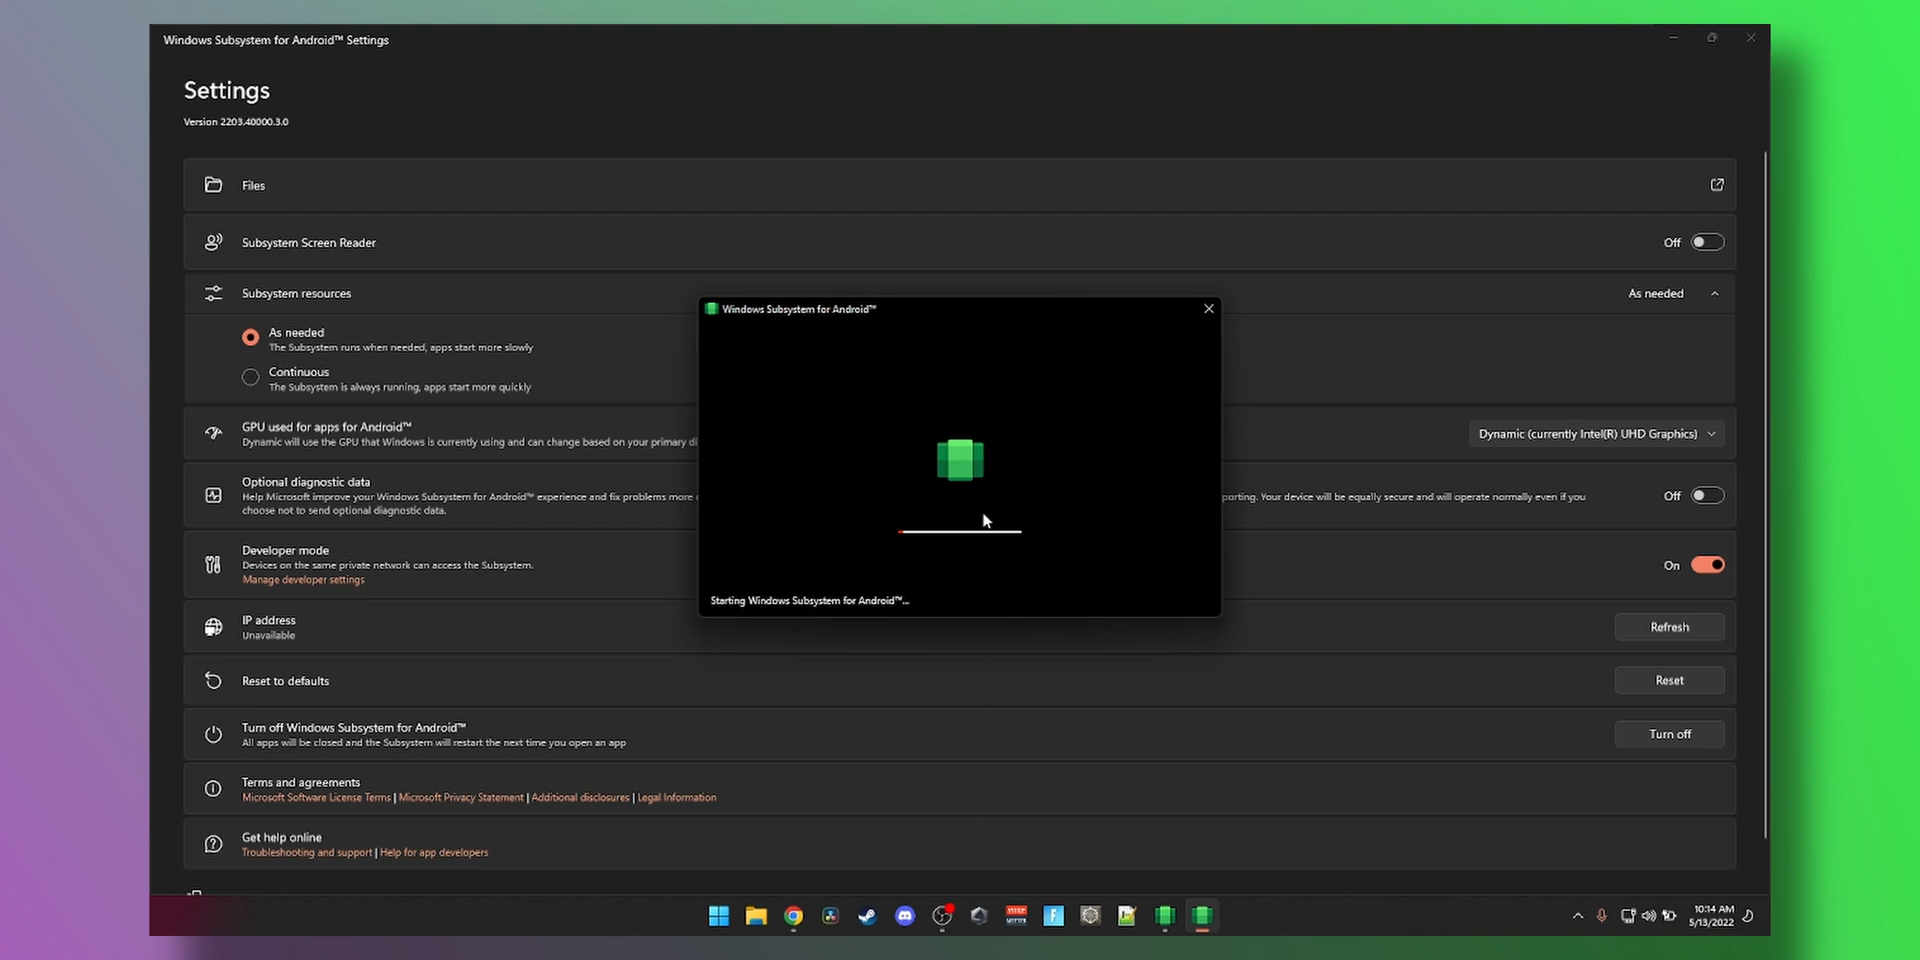 Windows Subsystem for Android™ Settings
Settings
Version 2203.40000.3.0
Files
Subsystem Screen Reader
Off
Subsystem resources
As needed
As needed
The Subsystem runs when needed, apps start more slowly
Continuous
The Subsystem is always running, apps start more quickly
GPU used for apps for Android™
Dynamic will use the GPU that Windows is currently using and can change based on your primary di
Dynamic (currently Intel(R) UHD Graphics)
Optional diagnostic data
Help Microsoft improve your Windows Subsystem for Android™ experience and fix problems more
porting. Your device will be equally secure and will operate normally even if you
choose not to send optional diagnostic data.
Off
Developer mode
Devices on the same private network can access the Subsystem.
Manage developer settings
On
IP address
Unavailable
Refresh
Reset to defaults
Reset
Turn off Windows Subsystem for Android™
All apps will be closed and the Subsystem will restart the next time you open an app
Turn off
Terms and agreements
Microsoft Software License Terms | Microsoft Privacy Statement | Additional disclosures | Legal Information
Get help online
Troubleshooting and support | Help for app developers
Windows Subsystem for Android™
Starting Windows Subsystem for Android™...
10:14 AM
5/13/2022